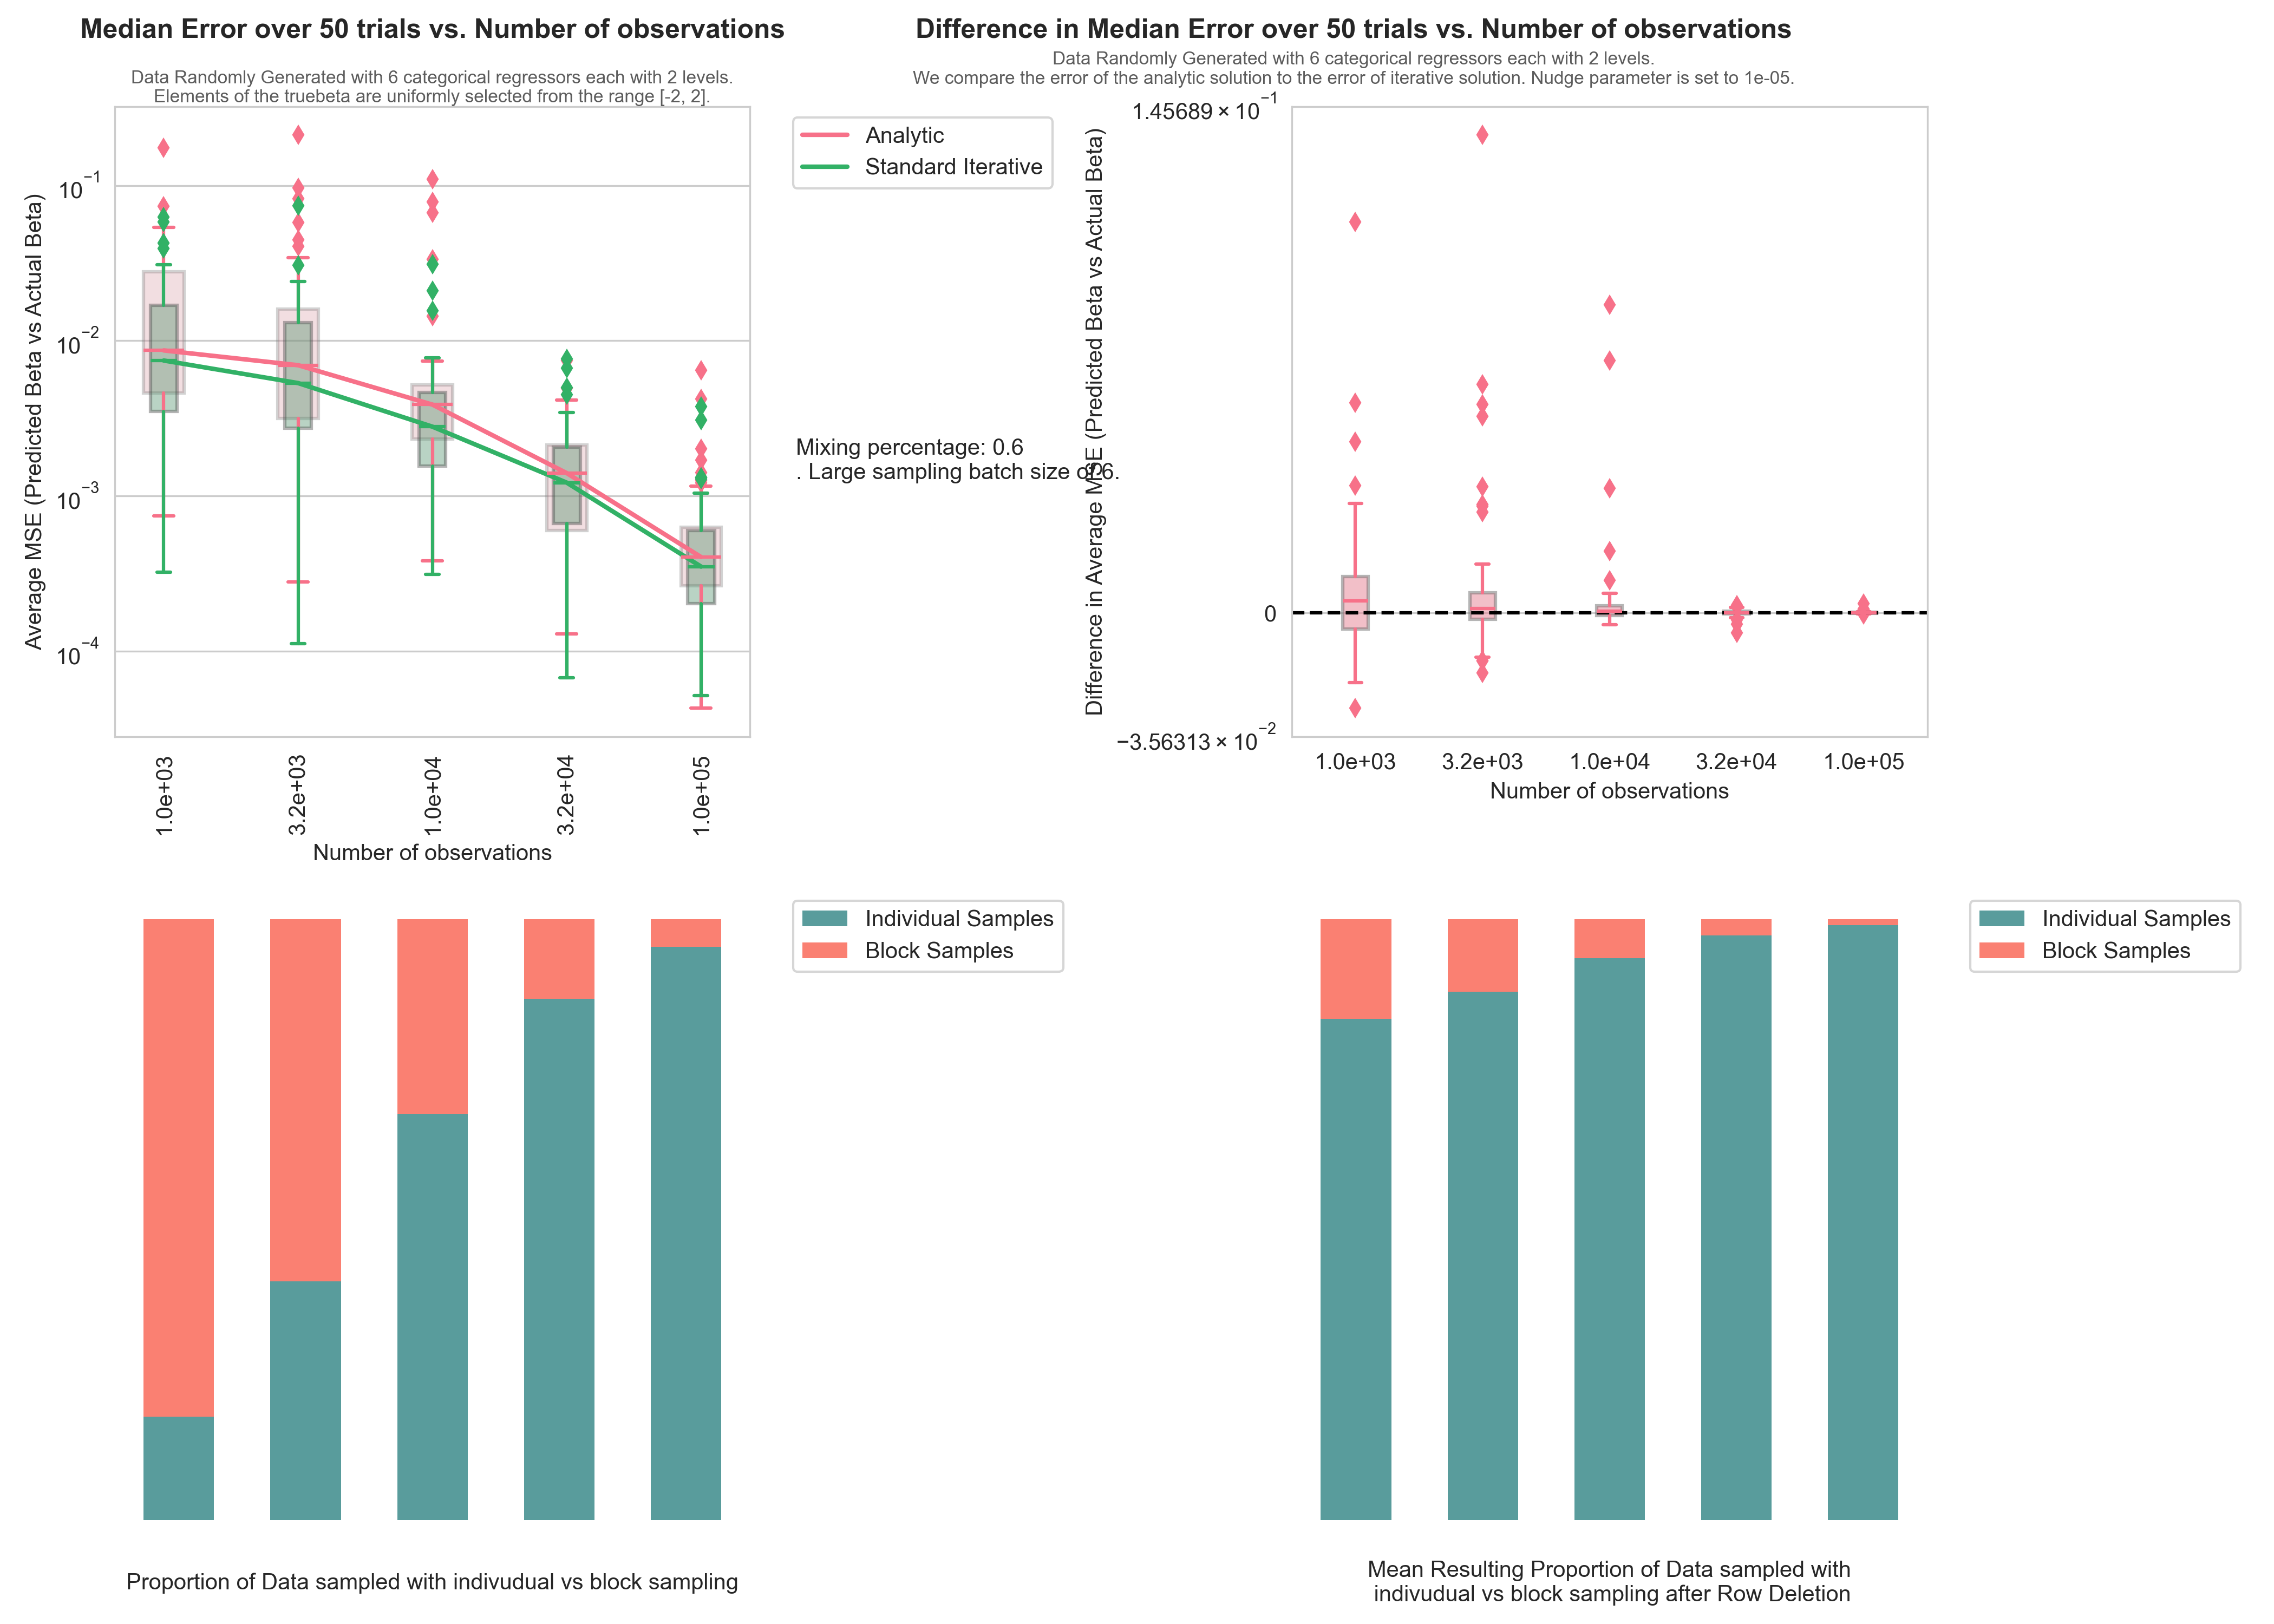 Median Error over 50 trials vs. Number of observations
Data Randomly Generated with 6 categorical regressors each with 2 levels.
Elements of the truebeta are uniformly selected from the range [-2, 2].
Average MSE (Predicted Beta vs Actual Beta)
10⁻¹
10⁻²
10⁻³
10⁻⁴
1.0e+03
3.2e+03
1.0e+04
3.2e+04
1.0e+05
Number of observations
Analytic
Standard Iterative
Mixing percentage: 0.6
. Large sampling batch size of 6.
Difference in Median Error over 50 trials vs. Number of observations
Data Randomly Generated with 6 categorical regressors each with 2 levels.
We compare the error of the analytic solution to the error of iterative solution. Nudge parameter is set to 1e-05.
Difference in Average MSE (Predicted Beta vs Actual Beta)
1.45689 × 10⁻¹
0
−3.56313 × 10⁻²
1.0e+03
3.2e+03
1.0e+04
3.2e+04
1.0e+05
Number of observations
Individual Samples
Block Samples
Proportion of Data sampled with indivudual vs block sampling
Individual Samples
Block Samples
Mean Resulting Proportion of Data sampled with
indivudual vs block sampling after Row Deletion